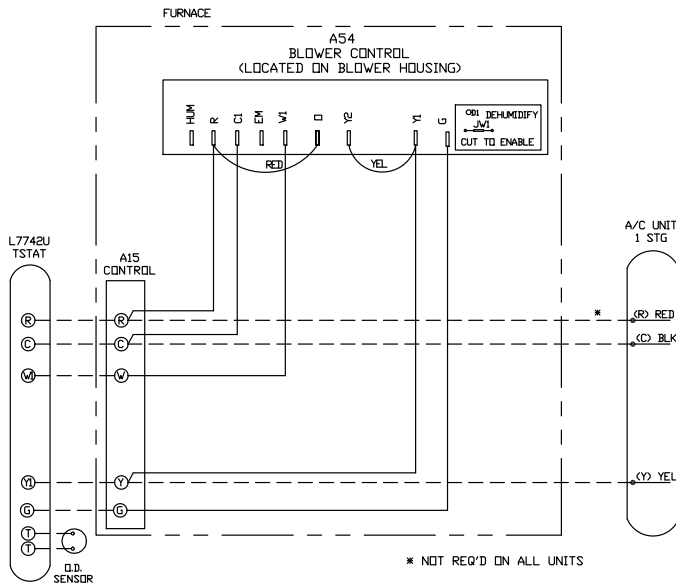 FURNACE
A54
BLOWER CONTROL
(LOCATED ON BLOWER HOUSING)
HUM
R
C1
EM
W1
O
Y2
Y1
G
ON1 DEHUMIDIFY
JW1
CUT TO ENABLE
RED
YEL
L7742U
TSTAT
A15
CONTROL
A/C UNIT
1 STG
R
R
* (R) RED
C
C
(C) BLK
W1
W
Y1
Y
(Y) YEL
G
G
T
T
O.D.
SENSOR
* NOT REQ'D ON ALL UNITS